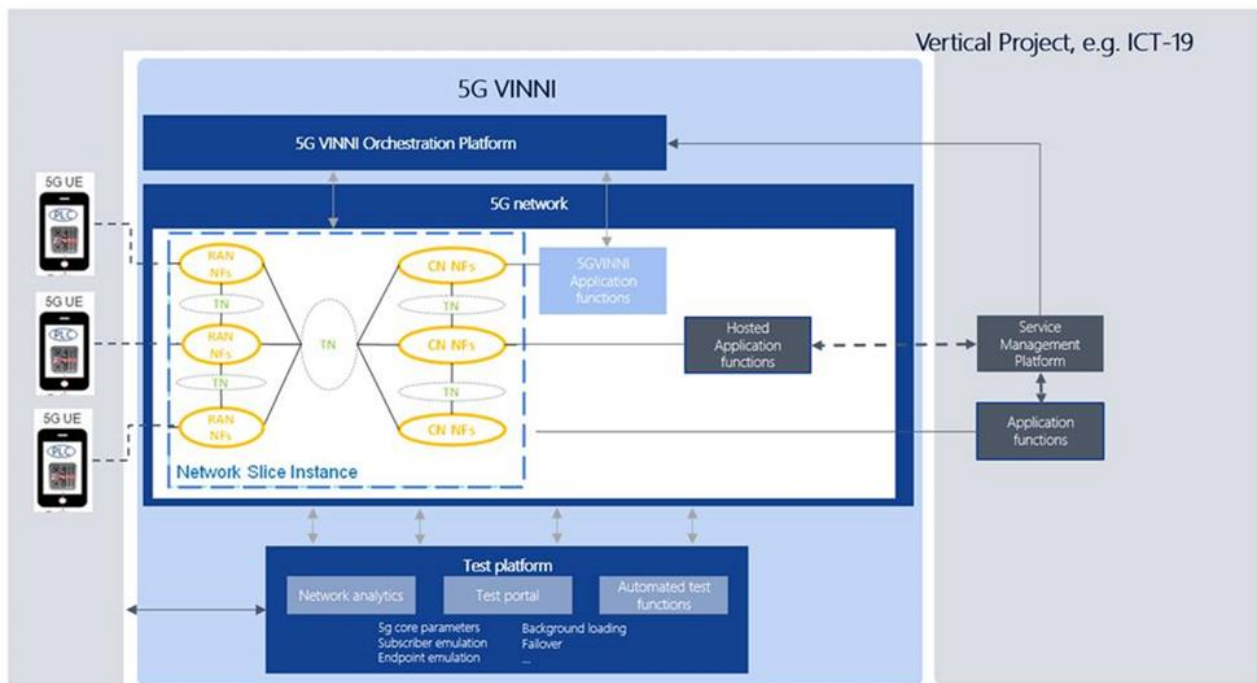 Vertical Project, e.g. ICT-19
5G VINNI
5G VINNI Orchestration Platform
5G network
5G UE
PLC
5G UE
PLC
5G UE
PLC
RAN
NFs
TN
RAN
NFs
TN
RAN
NFs
TN
CN NFs
TN
CN NFs
TN
CN NFs
Network Slice Instance
5GVINNI
Application
functions
Hosted
Application
functions
Service
Management
Platform
Application
functions
Test platform
Network analytics
Test portal
Automated test
functions
5g core parameters
Subscriber emulation
Endpoint emulation
Background loading
Failover
...